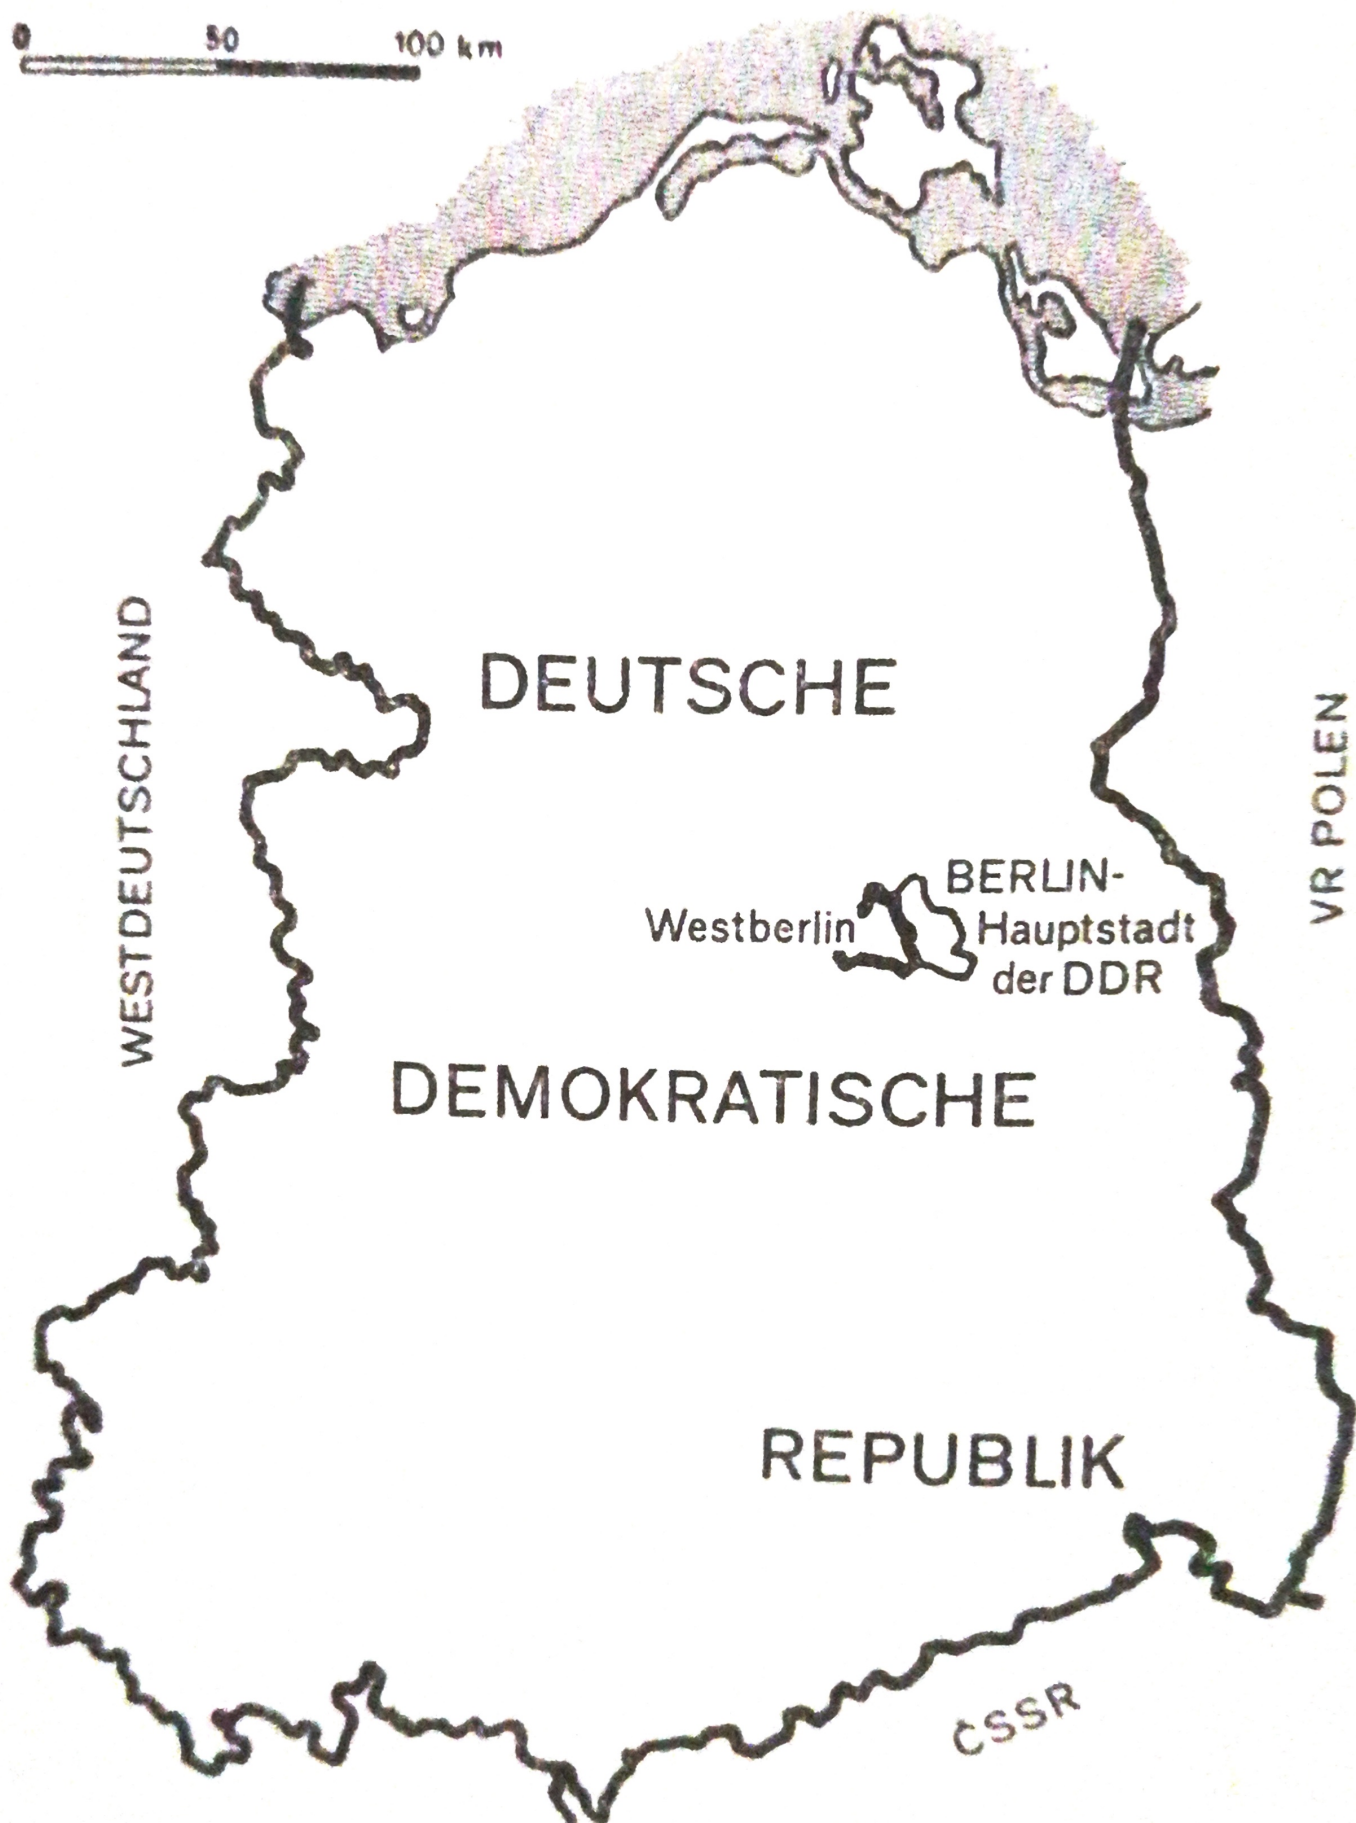 0 50 100 km
WESTDEUTSCHLAND
DEUTSCHE
VR POLEN
BERLIN-
Westberlin
Hauptstadt
der DDR
DEMOKRATISCHE
REPUBLIK
ČSSR